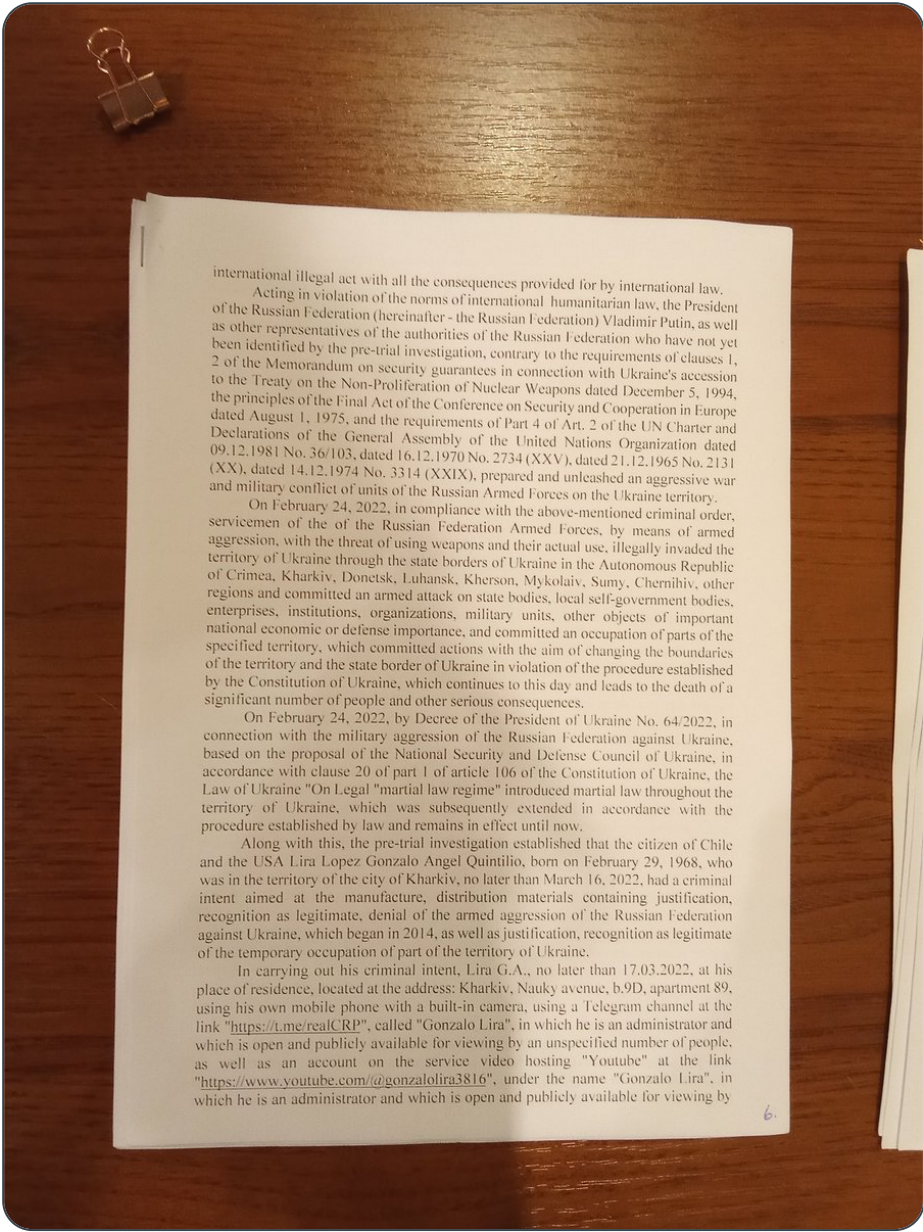 international illegal act with all the consequences provided for by international law.
Acting in violation of the norms of international humanitarian law, the President
of the Russian Federation (hereinafter - the Russian Federation) Vladimir Putin, as well
as other representatives of the authorities of the Russian Federation who have not yet
been identified by the pre-trial investigation, contrary to the requirements of clauses 1,
2 of the Memorandum on security guarantees in connection with Ukraine's accession
to the Treaty on the Non-Proliferation of Nuclear Weapons dated December 5, 1994,
the principles of the Final Act of the Conference on Security and Cooperation in Europe
dated August 1, 1975, and the requirements of Part 4 of Art. 2 of the UN Charter and
Declarations of the General Assembly of the United Nations Organization dated
09.12.1981 No. 36/103, dated 16.12.1970 No. 2734 (XXV), dated 21.12.1965 No. 2131
(XX), dated 14.12.1974 No. 3314 (XXIX), prepared and unleashed an aggressive war
and military conflict of units of the Russian Armed Forces on the Ukraine territory.
On February 24, 2022, in compliance with the above-mentioned criminal order,
servicemen of the of the Russian Federation Armed Forces, by means of armed
aggression, with the threat of using weapons and their actual use, illegally invaded the
territory of Ukraine through the state borders of Ukraine in the Autonomous Republic
of Crimea, Kharkiv, Donetsk, Luhansk, Kherson, Mykolaiv, Sumy, Chernihiv, other
regions and committed an armed attack on state bodies, local self-government bodies,
enterprises, institutions, organizations, military units, other objects of important
national economic or defense importance, and committed an occupation of parts of the
specified territory, which committed actions with the aim of changing the boundaries
of the territory and the state border of Ukraine in violation of the procedure established
by the Constitution of Ukraine, which continues to this day and leads to the death of a
significant number of people and other serious consequences.
On February 24, 2022, by Decree of the President of Ukraine No. 64/2022, in
connection with the military aggression of the Russian Federation against Ukraine,
based on the proposal of the National Security and Defense Council of Ukraine, in
accordance with clause 20 of part 1 of article 106 of the Constitution of Ukraine, the
Law of Ukraine "On Legal "martial law regime" introduced martial law throughout the
territory of Ukraine, which was subsequently extended in accordance with the
procedure established by law and remains in effect until now.
Along with this, the pre-trial investigation established that the citizen of Chile
and the USA Lira Lopez Gonzalo Angel Quintilio, born on February 29, 1968, who
was in the territory of the city of Kharkiv, no later than March 16, 2022, had a criminal
intent aimed at the manufacture, distribution materials containing justification,
recognition as legitimate, denial of the armed aggression of the Russian Federation
against Ukraine, which began in 2014, as well as justification, recognition as legitimate
of the temporary occupation of part of the territory of Ukraine.
In carrying out his criminal intent, Lira G.A., no later than 17.03.2022, at his
place of residence, located at the address: Kharkiv, Nauky avenue, b.9D, apartment 89,
using his own mobile phone with a built-in camera, using a Telegram channel at the
link "https://t.me/realCRP", called "Gonzalo Lira", in which he is an administrator and
which is open and publicly available for viewing by an unspecified number of people,
as well as an account on the service video hosting "Youtube" at the link
"https://www.youtube.com/@gonzalolira3816", under the name "Gonzalo Lira", in
which he is an administrator and which is open and publicly available for viewing by
6.